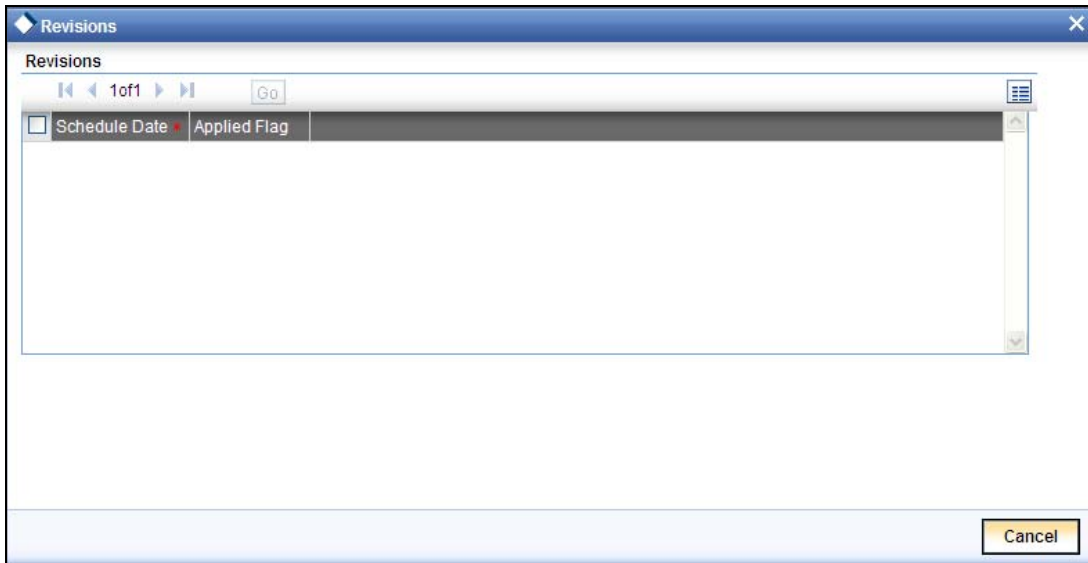 Revisions
Revisions
1of1 Go
Schedule Date * Applied Flag
Cancel